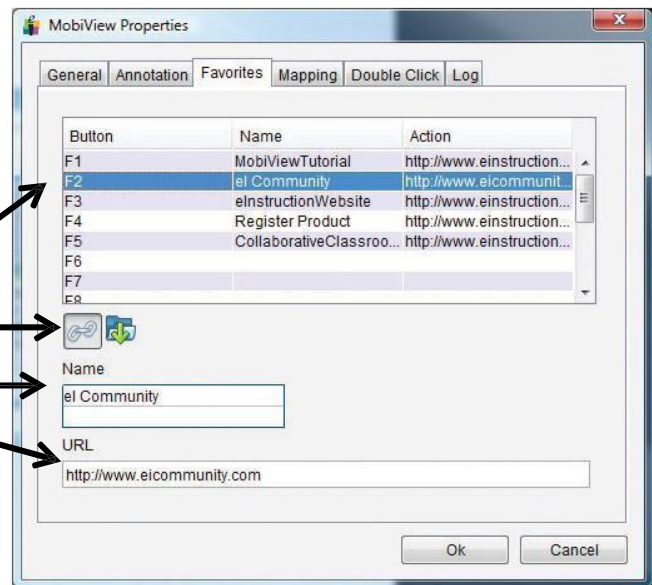 MobiView Properties
General Annotation Favorites Mapping Double Click Log
Button Name Action
F1 MobiViewTutorial http://www.einstruction...
F2 eI Community http://www.eicommunit...
F3 eInstructionWebsite http://www.einstruction...
F4 Register Product http://www.einstruction...
F5 CollaborativeClassroo... http://www.einstruction...
F6
F7
F8
Name
eI Community
URL
http://www.eicommunity.com
Ok Cancel